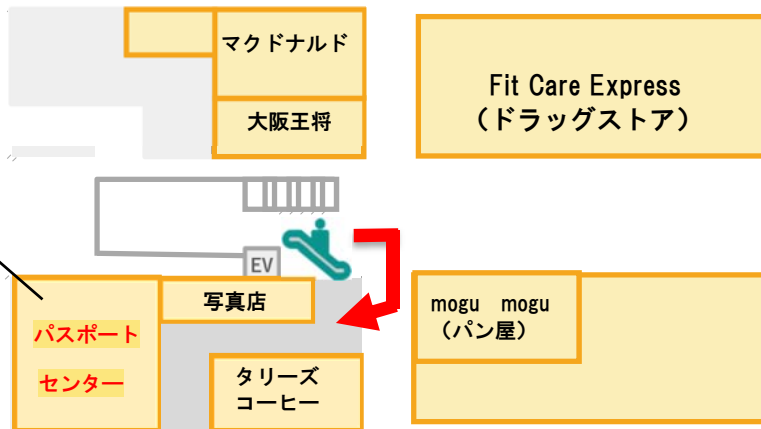 マクドナルド
大阪王将
Fit Care Express
（ドラッグストア）
EV
写真店
パスポート
センター
タリーズ
コーヒー
mogu mogu
（パン屋）